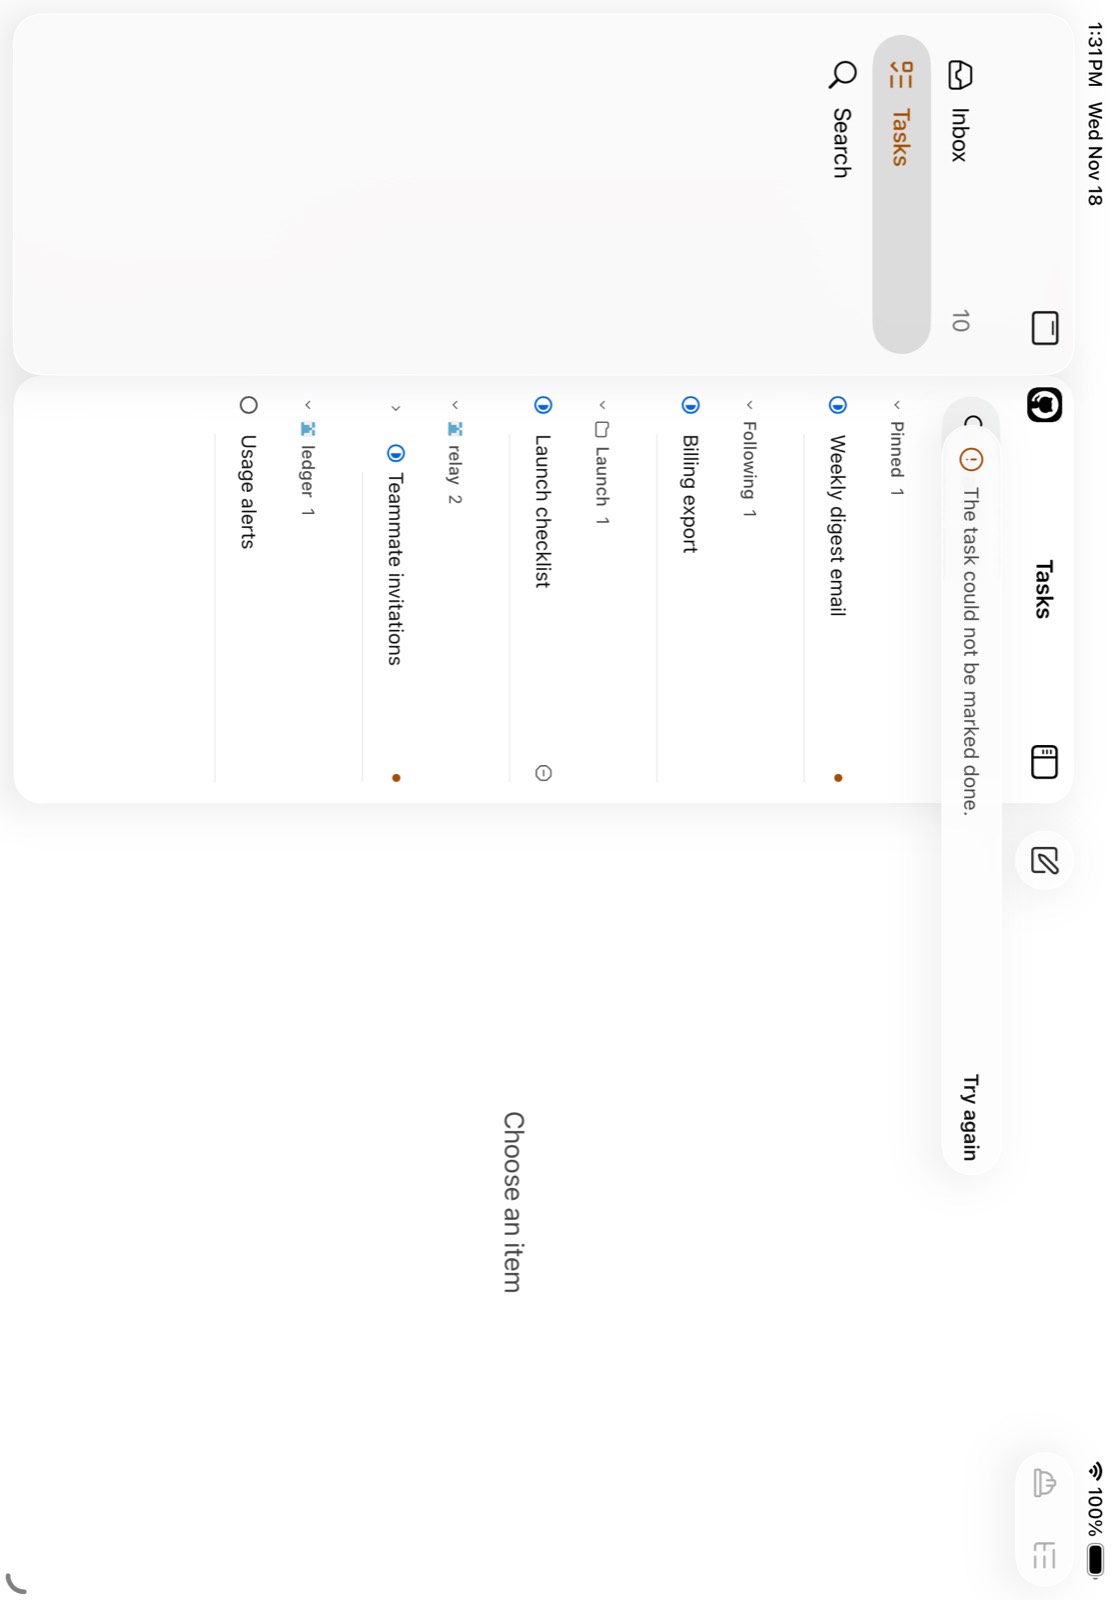 1:31 PM Wed Nov 18
100%
Tasks
The task could not be marked done.
Try again
Inbox 10
Tasks
Search
Pinned 1
Weekly digest email
Following 1
Billing export
Launch 1
Launch checklist
relay 2
Teammate invitations
ledger 1
Usage alerts
Choose an item